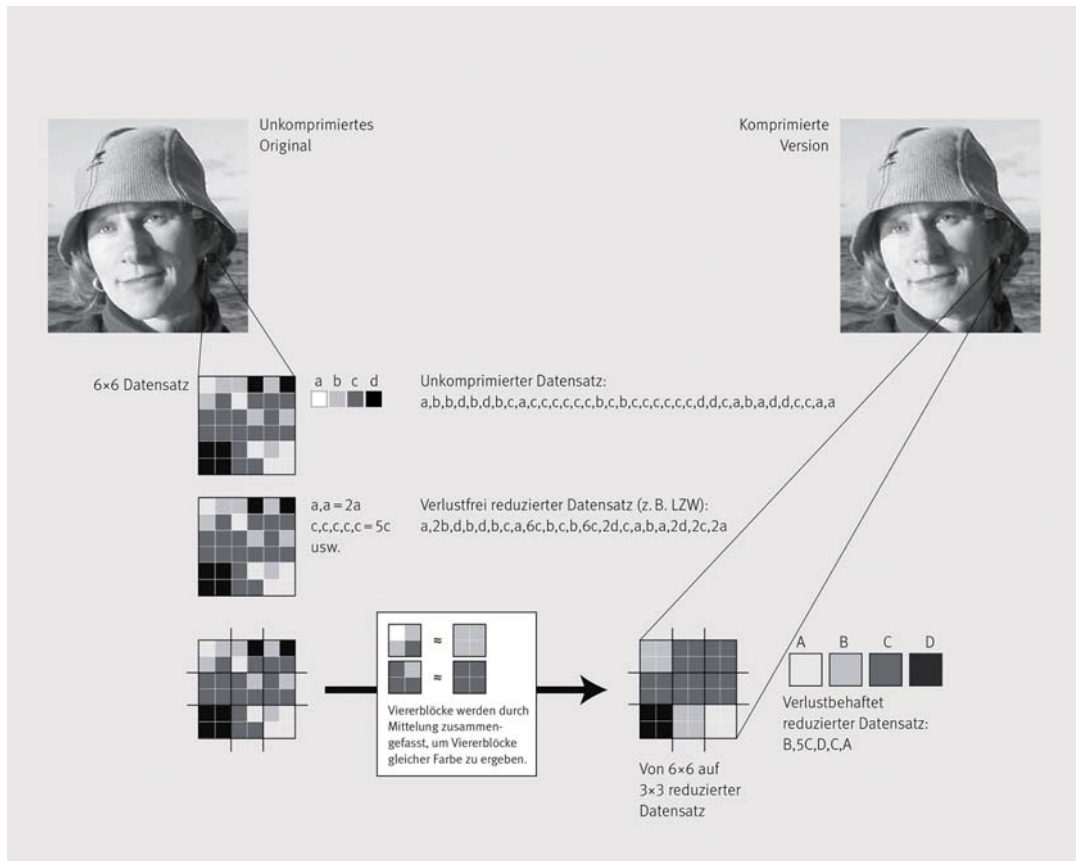 Unkomprimiertes
Original
Komprimierte
Version
6×6 Datensatz
a b c d
Unkomprimierter Datensatz:
a,b,b,d,b,d,b,c,a,c,c,c,c,c,c,b,c,b,c,c,c,c,c,c,d,d,c,a,b,a,d,d,c,c,a,a
a,a = 2a
c,c,c,c,c = 5c
usw.
Verlustfrei reduzierter Datensatz (z. B. LZW):
a,2b,d,b,d,b,c,a,6c,b,c,b,6c,2d,c,a,b,a,2d,2c,2a
≈
≈
Viererblöcke werden durch
Mittelung zusammen-
gefasst, um Viererblöcke
gleicher Farbe zu ergeben.
A B C D
Verlustbehaftet
reduzierter Datensatz:
B,5C,D,C,A
Von 6×6 auf
3×3 reduzierter
Datensatz